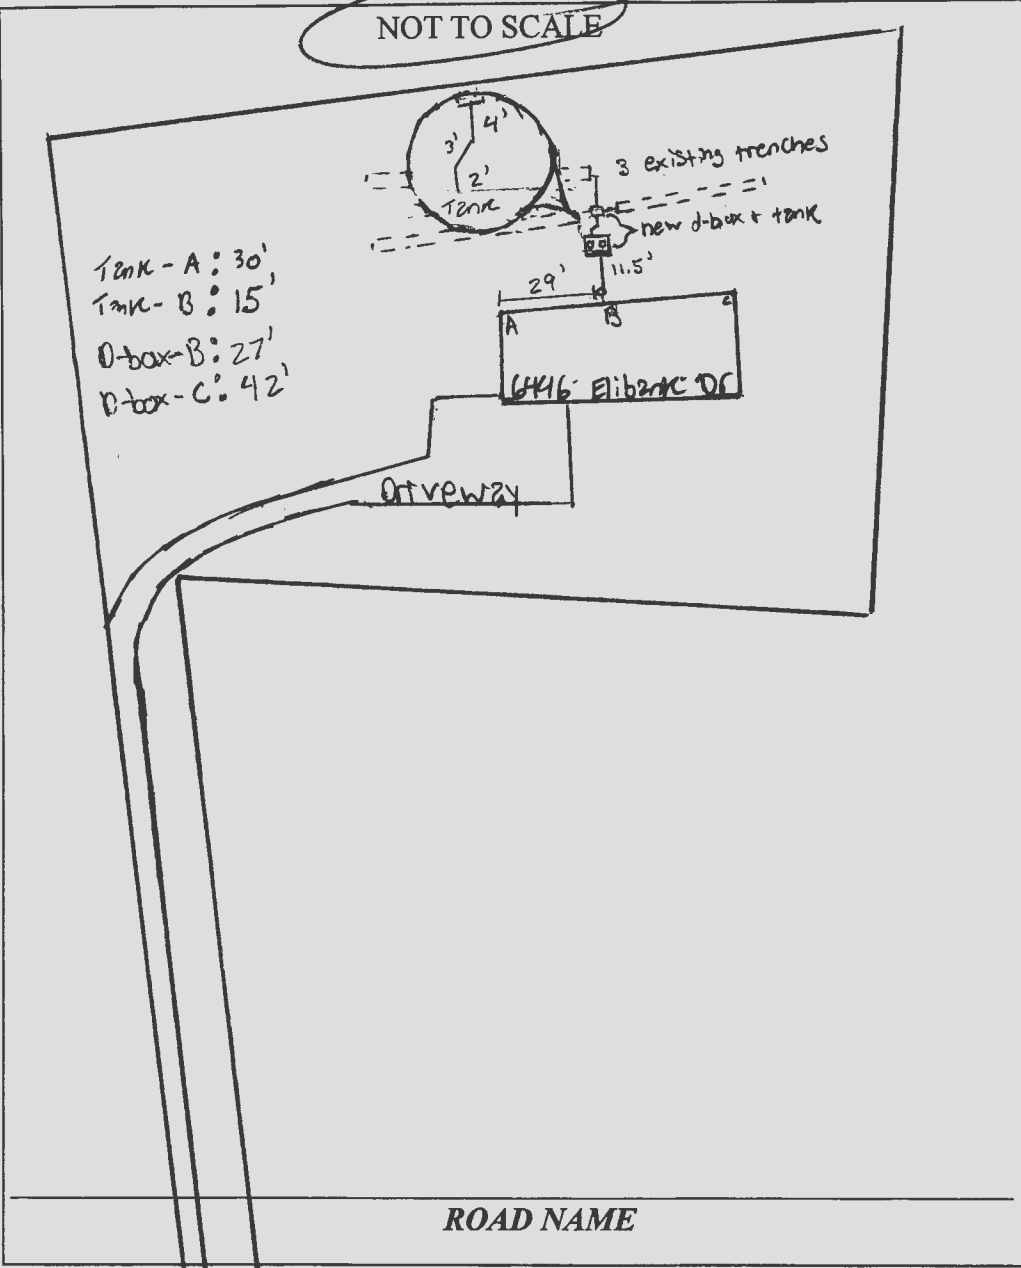 NOT TO SCALE
4'
3'
2'
Tank
3 existing trenches
new d-box + tank
Tank - A : 30'
Tank - B : 15'
D-box - B : 27'
D-box - C : 42'
29'
11.5'
A
B
C
6446 Elibank Dr
Driveway
ROAD NAME